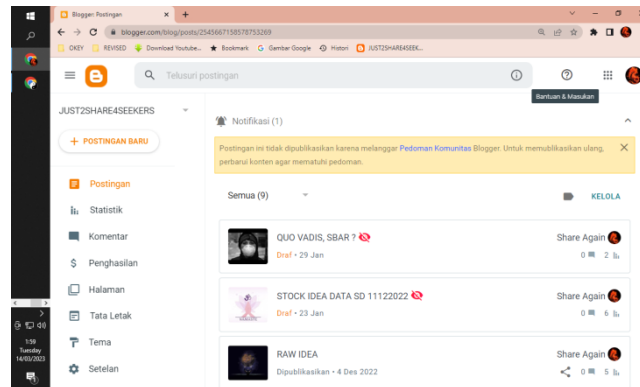 Blogger: Postingan
blogger.com/blog/posts/2545667158578753269
OKEY
REVISED
Download Youtube...
Bookmark
Gambar Google
Histori
JUST2SHARE4SEEK...
Telusuri postingan
Bantuan & Masukan
JUST2SHARE4SEEKERS
Notifikasi (1)
POSTINGAN BARU
Postingan ini tidak dipublikasikan karena melanggar Pedoman Komunitas Blogger. Untuk memublikasikan ulang,
perbarui konten agar mematuhi pedoman.
Postingan
Statistik
Komentar
Penghasilan
Halaman
Tata Letak
Tema
Setelan
Semua (9)
KELOLA
QUO VADIS, SBAR ?
Share Again
Draf • 29 Jan
0 2
STOCK IDEA DATA SD 11122022
Share Again
Draf • 23 Jan
0 6
RAW IDEA
Share Again
Dipublikasikan • 4 Des 2022
0 5
1:59
Tuesday
14/03/2023